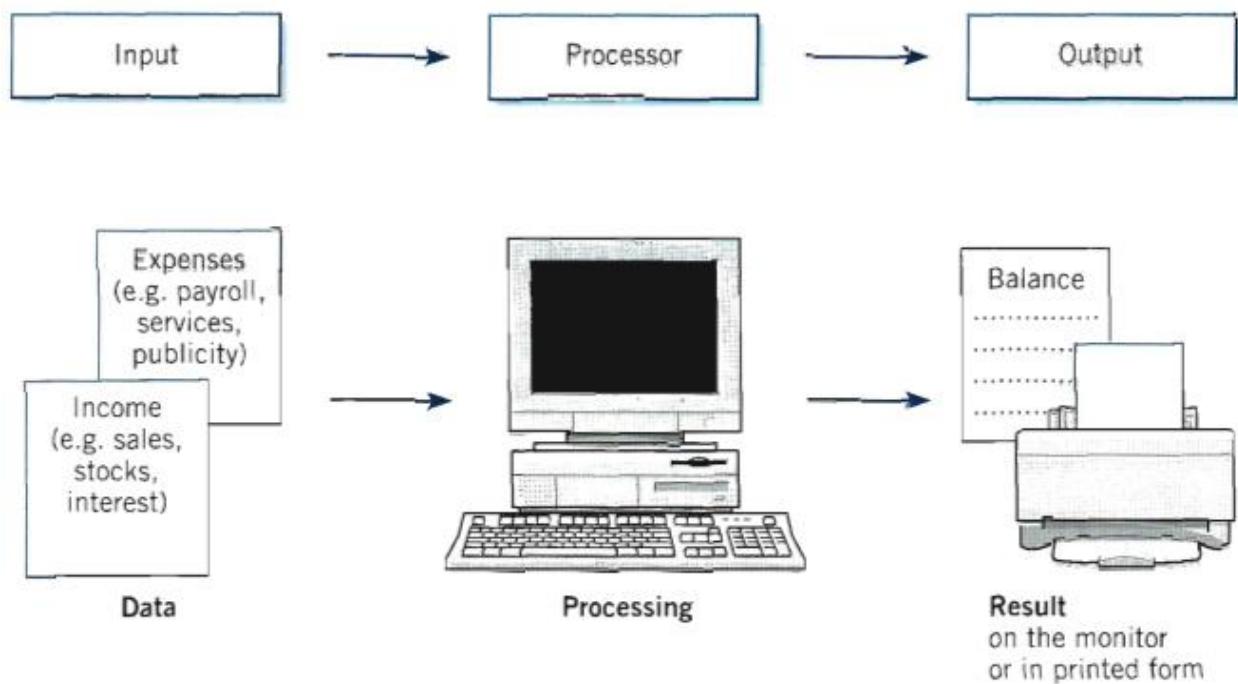 Input
Processor
Output
Expenses
(e.g. payroll,
services,
publicity)
Income
(e.g. sales,
stocks,
interest)
Balance
Data
Processing
Result
on the monitor
or in printed form